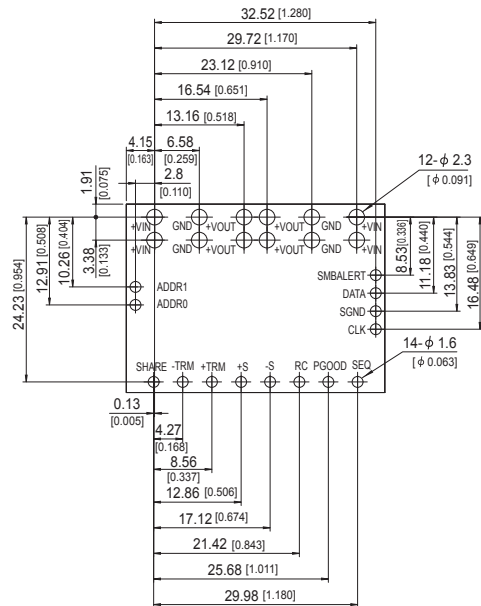 32.52 [1.280]
29.72 [1.170]
23.12 [0.910]
16.54 [0.651]
13.16 [0.518]
4.15 [0.163]
6.58 [0.259]
2.8 [0.110]
1.91 [0.075]
12-φ 2.3
[φ0.091]
+VIN GND +VOUT +VOUT GND +VIN
+VIN GND +VOUT +VOUT GND +VIN
24.23 [0.954]
12.91 [0.508]
10.26 [0.404]
3.38 [0.133]
8.53 [0.336]
11.18 [0.440]
13.83 [0.544]
16.48 [0.649]
SMBALERT
ADDR1
DATA
ADDR0
SGND
CLK
14-φ 1.6
[φ0.063]
SHARE -TRM +TRM +S -S RC PGOOD SEQ
0.13
[0.005]
4.27
[0.168]
8.56
[0.337]
12.86 [0.506]
17.12 [0.674]
21.42 [0.843]
25.68 [1.011]
29.98 [1.180]